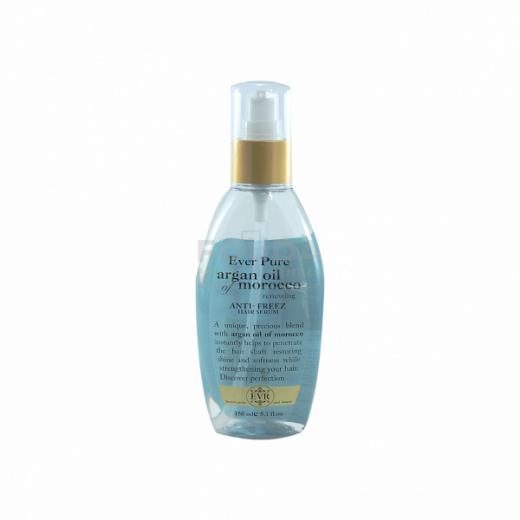 Ever Pure
argan oil
of morocco
renewing
ANTI-FREEZ
HAIR SERUM
A unique, precious blend
with argan oil of morocco
instantly helps to penetrate
the hair shaft restoring
shine and softness while
strengthening your hair.
Discover perfection
EVR
150 ml℮ 5.1 fl.oz